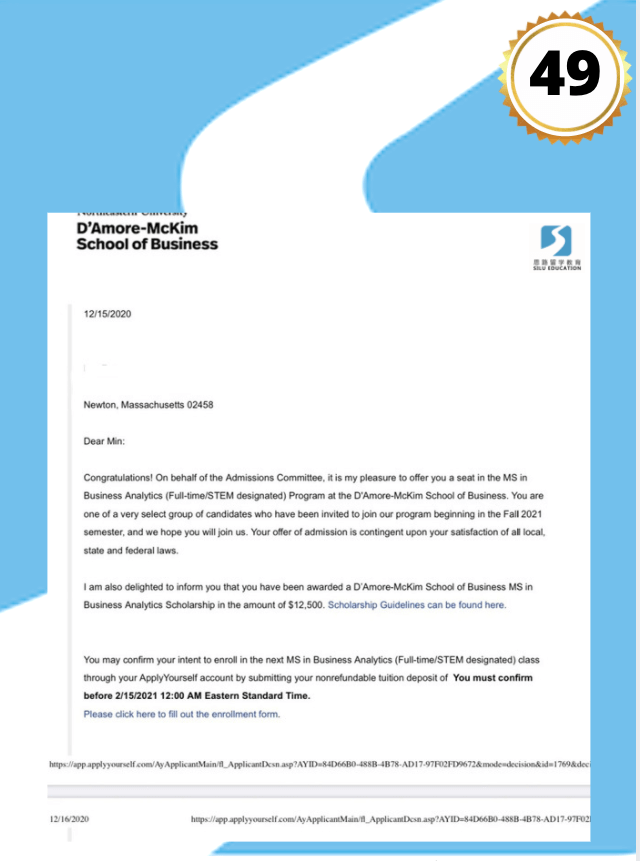 49
Northeastern University
D'Amore-McKim
School of Business
思路留学教育
SILU EDUCATION
12/15/2020
Newton, Massachusetts 02458
Dear Min:
Congratulations! On behalf of the Admissions Committee, it is my pleasure to offer you a seat in the MS in
Business Analytics (Full-time/STEM designated) Program at the D'Amore-McKim School of Business. You are
one of a very select group of candidates who have been invited to join our program beginning in the Fall 2021
semester, and we hope you will join us. Your offer of admission is contingent upon your satisfaction of all local,
state and federal laws.
I am also delighted to inform you that you have been awarded a D'Amore-McKim School of Business MS in
Business Analytics Scholarship in the amount of $12,500. Scholarship Guidelines can be found here.
You may confirm your intent to enroll in the next MS in Business Analytics (Full-time/STEM designated) class
through your ApplyYourself account by submitting your nonrefundable tuition deposit of You must confirm
before 2/15/2021 12:00 AM Eastern Standard Time.
Please click here to fill out the enrollment form.
https://app.applyyourself.com/AyApplicantMain/fl_ApplicantDcsn.asp?AYID=84D66B0-488B-4B78-AD17-97F02FD9672&mode=decision&id=1769&deci
12/16/2020
https://app.applyyourself.com/AyApplicantMain/fl_ApplicantDcsn.asp?AYID=84D66B0-488B-4B78-AD17-97F02